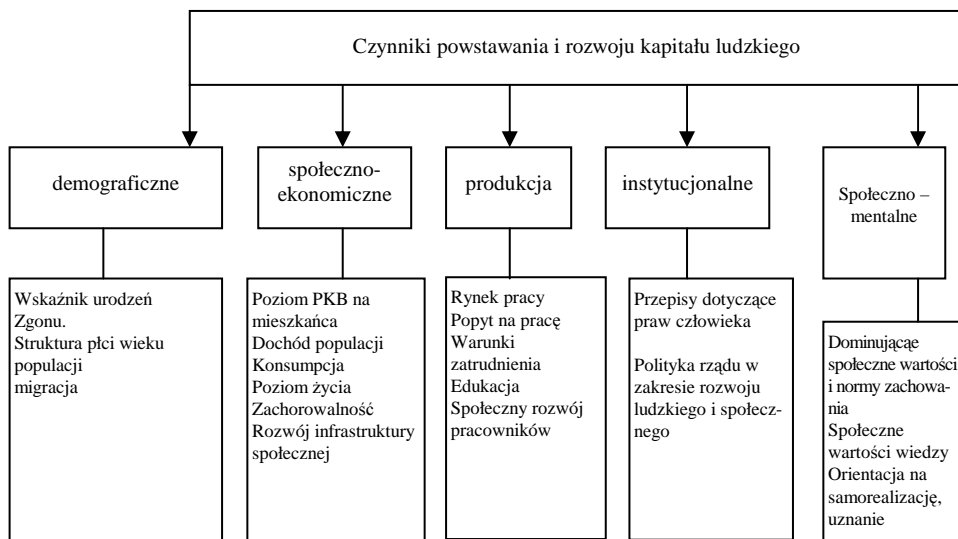 Czynniki powstawania i rozwoju kapitału ludzkiego
demograficzne
społeczno-
ekonomiczne
produkcja
instytucjonalne
Społeczno –
mentalne
Wskaźnik urodzeń
Zgonu.
Struktura płci wieku
populacji
migracja
Poziom PKB na
mieszkańca
Dochód populacji
Konsumpcja
Poziom życia
Zachorowalność
Rozwój infrastruktury
społecznej
Rynek pracy
Popyt na pracę
Warunki
zatrudnienia
Edukacja
Społeczny rozwój
pracowników
Przepisy dotyczące
praw człowieka
Polityka rządu w
zakresie rozwoju
ludzkiego i społecz-
nego
Dominującąe
społeczne wartości
i normy zachowa-
nia
Społeczne
wartości wiedzy
Orientacja na
samorealizację,
uznanie